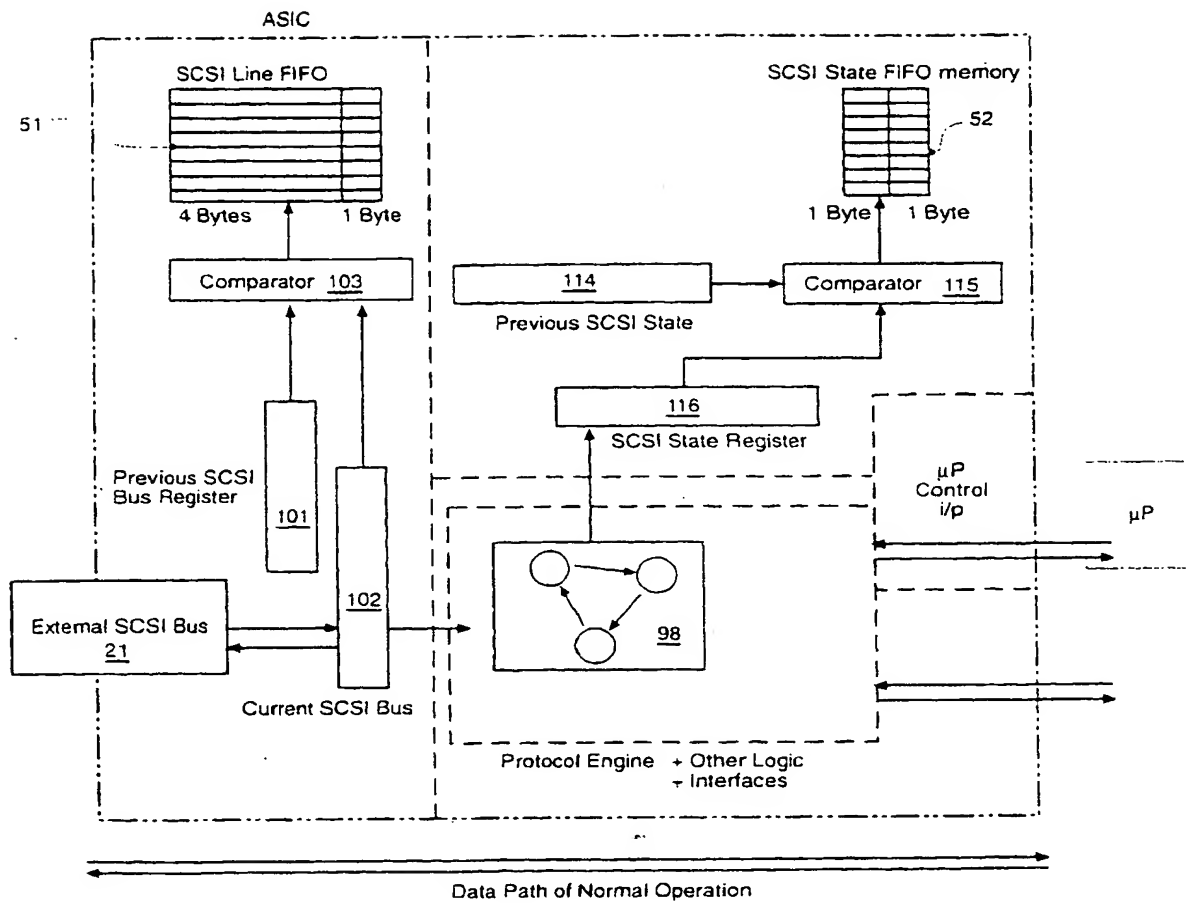 ASIC
SCSI Line FIFO
SCSI State FIFO memory
51
52
4 Bytes
1 Byte
1 Byte
1 Byte
Comparator 103
114
Comparator 115
Previous SCSI State
116
SCSI State Register
Previous SCSI
Bus Register
101
µP
Control
i/p
µP
102
External SCSI Bus
21
98
Current SCSI Bus
Protocol Engine + Other Logic
+ Interfaces
Data Path of Normal Operation